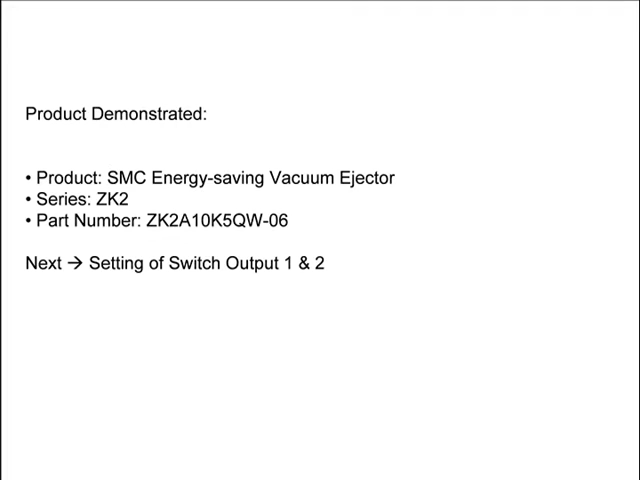 Product Demonstrated:
• Product: SMC Energy-saving Vacuum Ejector
• Series: ZK2
• Part Number: ZK2A10K5QW-06
Next → Setting of Switch Output 1 & 2